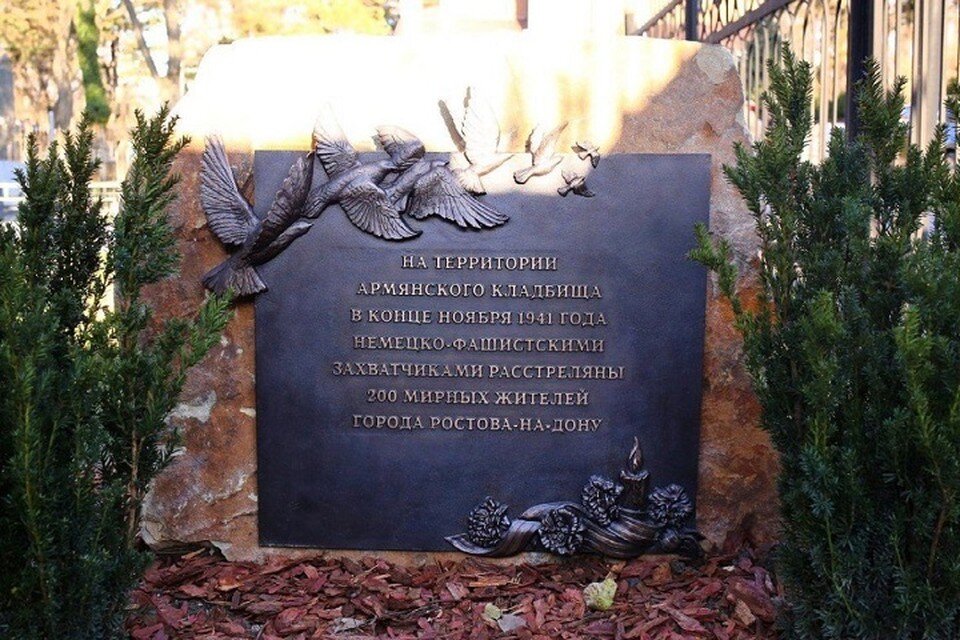 НА ТЕРРИТОРИИ
АРМЯНСКОГО КЛАДБИЩА
В КОНЦЕ НОЯБРЯ 1941 ГОДА
НЕМЕЦКО-ФАШИСТСКИМИ
ЗАХВАТЧИКАМИ РАССТРЕЛЯНЫ
200 МИРНЫХ ЖИТЕЛЕЙ
ГОРОДА РОСТОВА-НА-ДОНУ